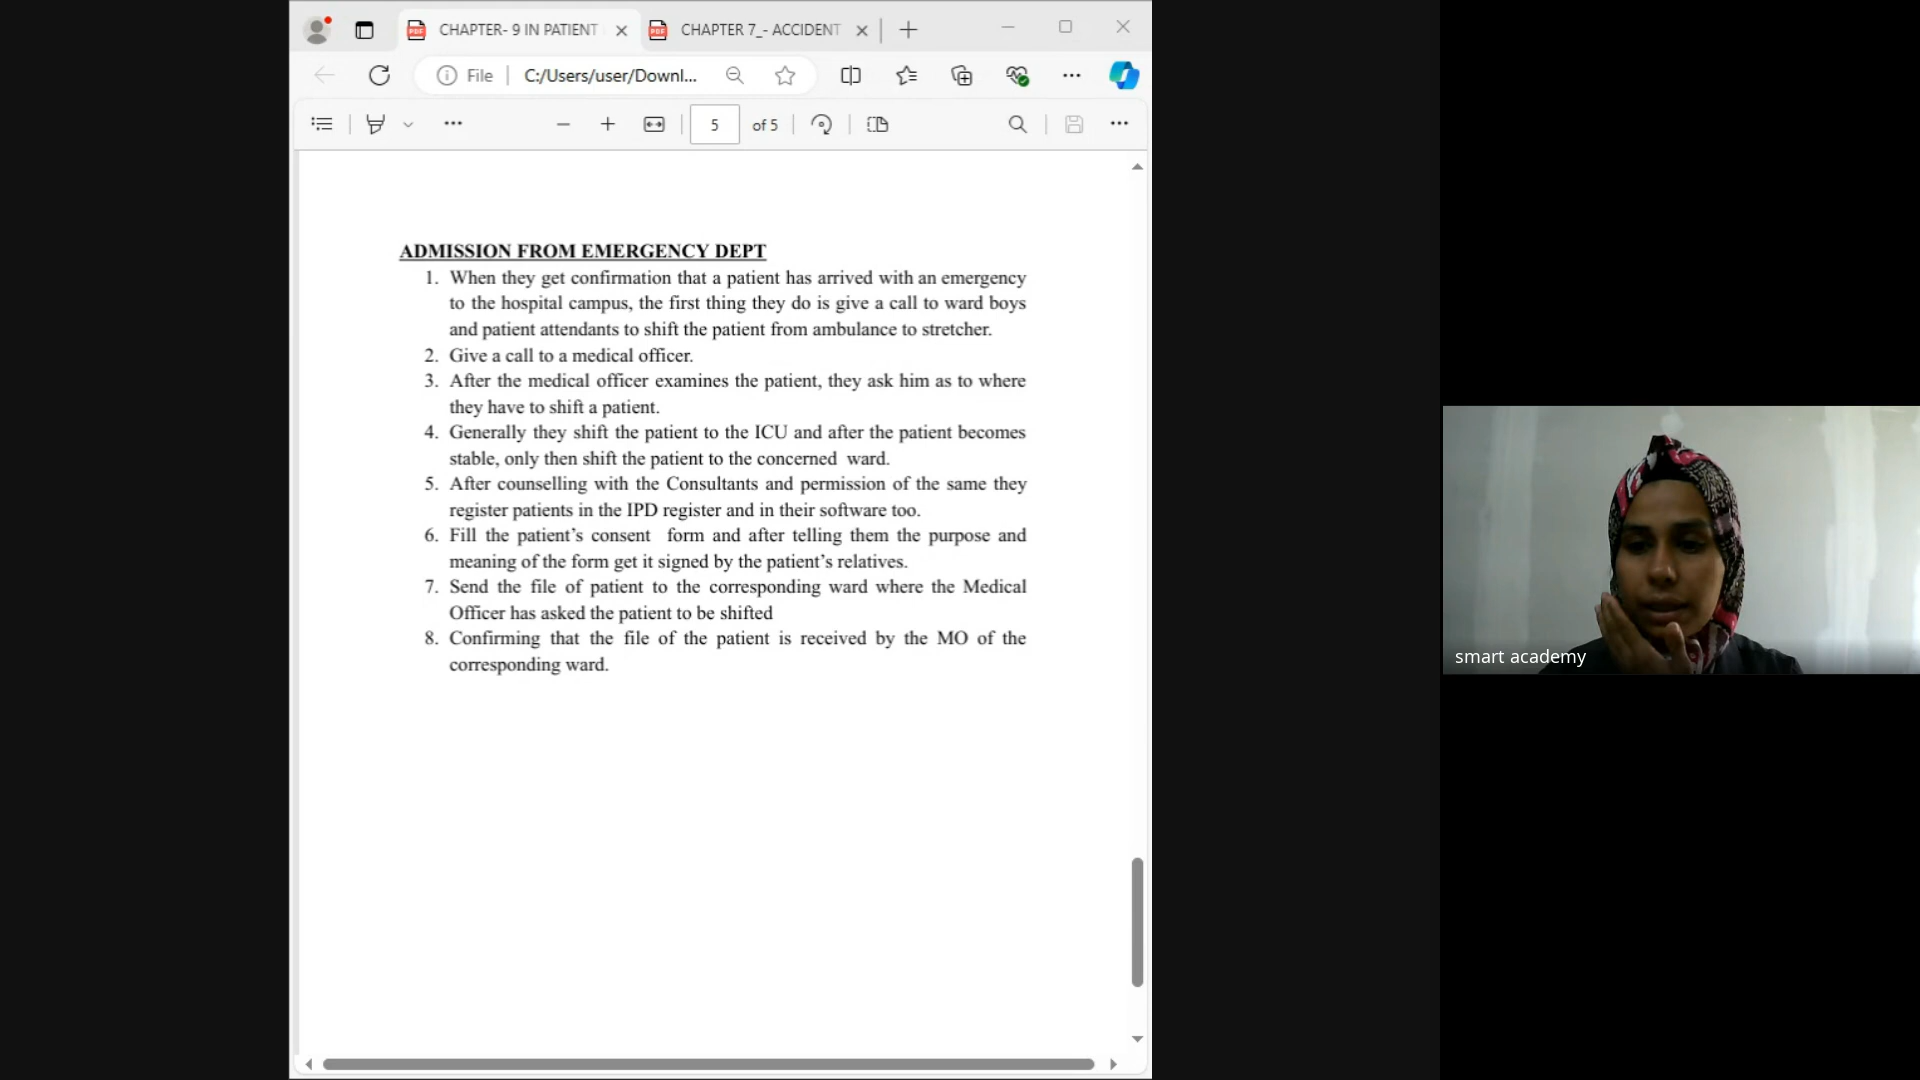 CHAPTER- 9 IN PATIENT
CHAPTER 7_- ACCIDENT
File
C:/Users/user/Downl...
5 of 5
ADMISSION FROM EMERGENCY DEPT
1. When they get confirmation that a patient has arrived with an emergency
to the hospital campus, the first thing they do is give a call to ward boys
and patient attendants to shift the patient from ambulance to stretcher.
2. Give a call to a medical officer.
3. After the medical officer examines the patient, they ask him as to where
they have to shift a patient.
4. Generally they shift the patient to the ICU and after the patient becomes
stable, only then shift the patient to the concerned ward.
5. After counselling with the Consultants and permission of the same they
register patients in the IPD register and in their software too.
6. Fill the patient’s consent form and after telling them the purpose and
meaning of the form get it signed by the patient’s relatives.
7. Send the file of patient to the corresponding ward where the Medical
Officer has asked the patient to be shifted
8. Confirming that the file of the patient is received by the MO of the
corresponding ward.
smart academy